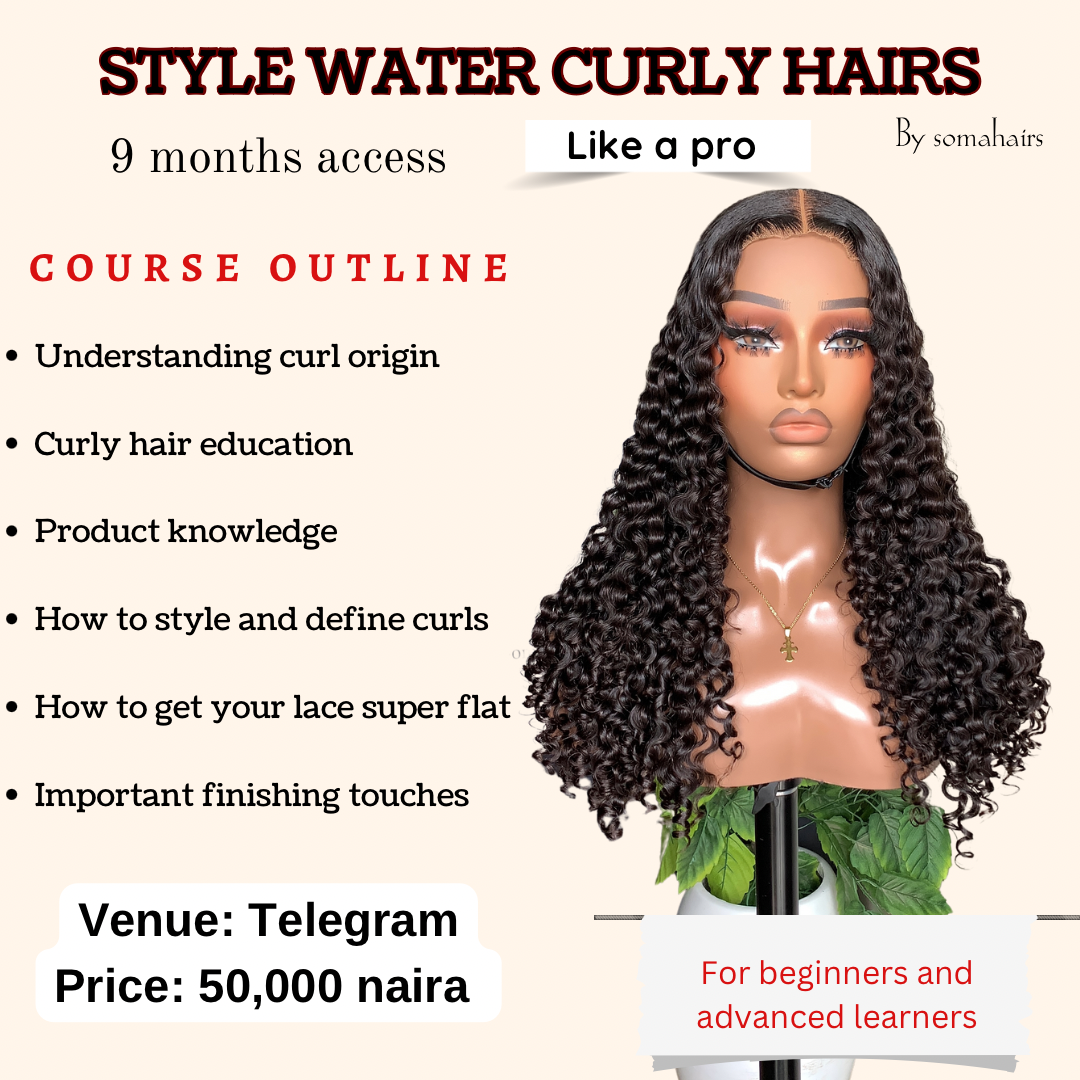 STYLE WATER CURLY HAIRS
9 months access
Like a pro
By somahairs
COURSE OUTLINE
• Understanding curl origin
• Curly hair education
• Product knowledge
• How to style and define curls
• How to get your lace super flat
• Important finishing touches
Venue: Telegram
Price: 50,000 naira
For beginners and
advanced learners